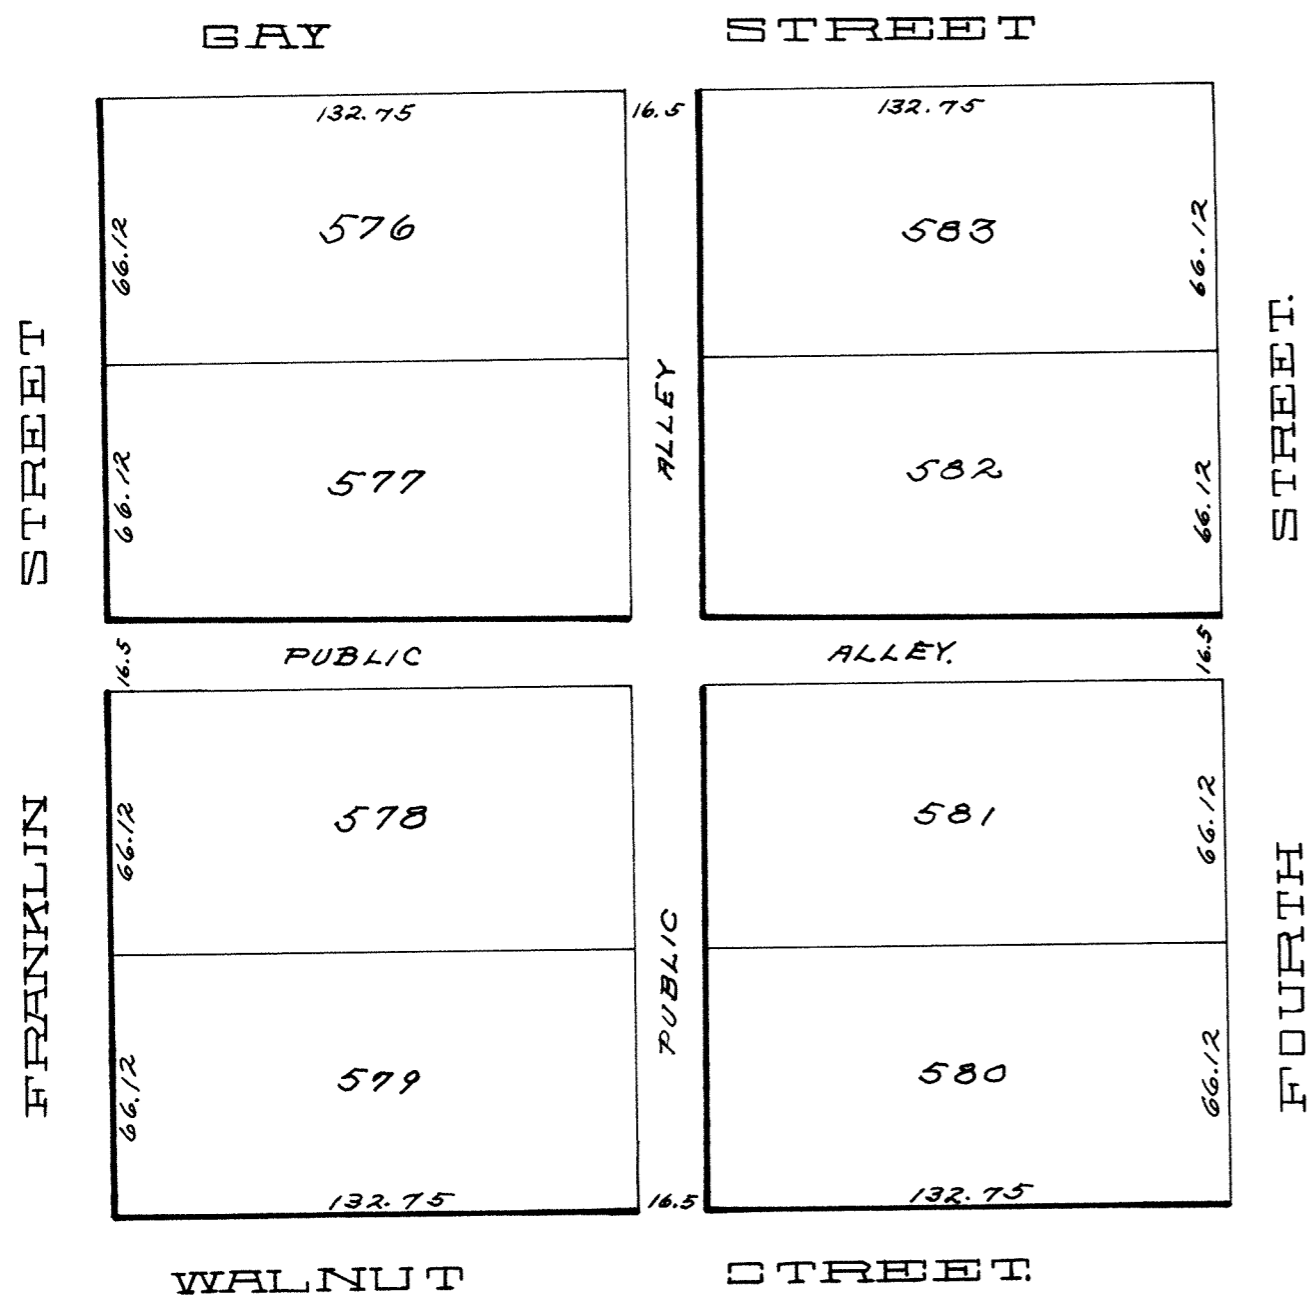 GAY STREET
132.75 16.5 132.75
66.12 576 583 66.12
STREET ALLEY STREET.
66.12 577 582 66.12
16.5 PUBLIC ALLEY. 16.5
66.12 578 581 66.12
FRANKLIN PUBLIC FOURTH
66.12 579 580 66.12
132.75 16.5 132.75
WALNUT STREET.